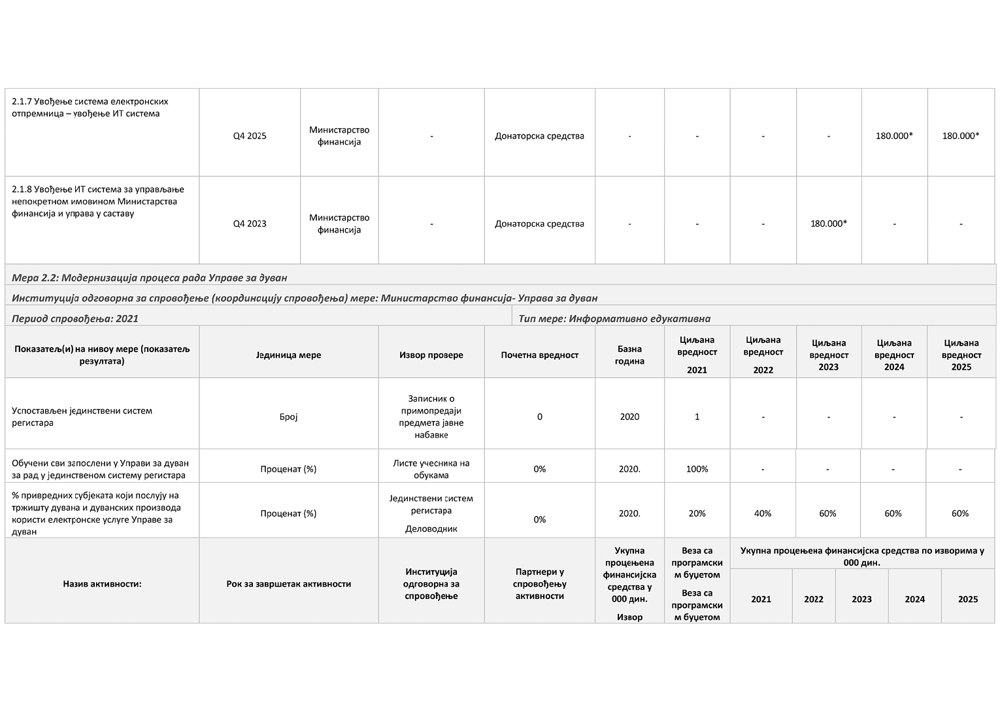 2.1.7 Увођење система електронских
отпремница – увођење ИТ система
Q4 2025
Министарство
финансија
-
Донаторска средства
-
-
-
-
180.000*
180.000*
2.1.8 Увођење ИТ система за управљање
непокретном имовином Министарства
финансија и управа у саставу
Q4 2023
Министарство
финансија
-
Донаторска средства
-
-
-
180.000*
-
-
Мера 2.2: Модернизација процеса рада Управе за дуван
Институција одговорна за спровођење (координацију спровођења) мере: Министарство финансија- Управа за дуван
Период спровођења: 2021
Тип мере: Информативно едукативна
Показатељ(и) на нивоу мере (показатељ
резултата)
Јединица мере
Извор провере
Почетна вредност
Базна
година
Циљана
вредност
2021
Циљана
вредност
2022
Циљана
вредност
2023
Циљана
вредност
2024
Циљана
вредност
2025
Успостављен јединствени систем
регистара
Број
Записник о
примопредаји
предмета јавне
набавке
0
2020
1
-
-
-
-
Обучени сви запослени у Управи за дуван
за рад у јединственом систему регистара
Проценат (%)
Листе учесника на
обукама
0%
2020.
100%
-
-
-
-
% привредних субјеката који послују на
тржишту дувана и дуванских производа
користи електронске услуге Управе за
дуван
Проценат (%)
Јединствени систем
регистара
Деловодник
0%
2020.
20%
40%
60%
60%
60%
Назив активности:
Рок за завршетак активности
Институција
одговорна за
спровођење
Партнери у
спровођењу
активности
Укупна
процењена
финансијска
средства у
000 дин.
Извор
Веза са
програмски
м буџетом
Веза са
програмски
м буџетом
Укупна процењена финансијска средства по изворима у
000 дин.
2021
2022
2023
2024
2025